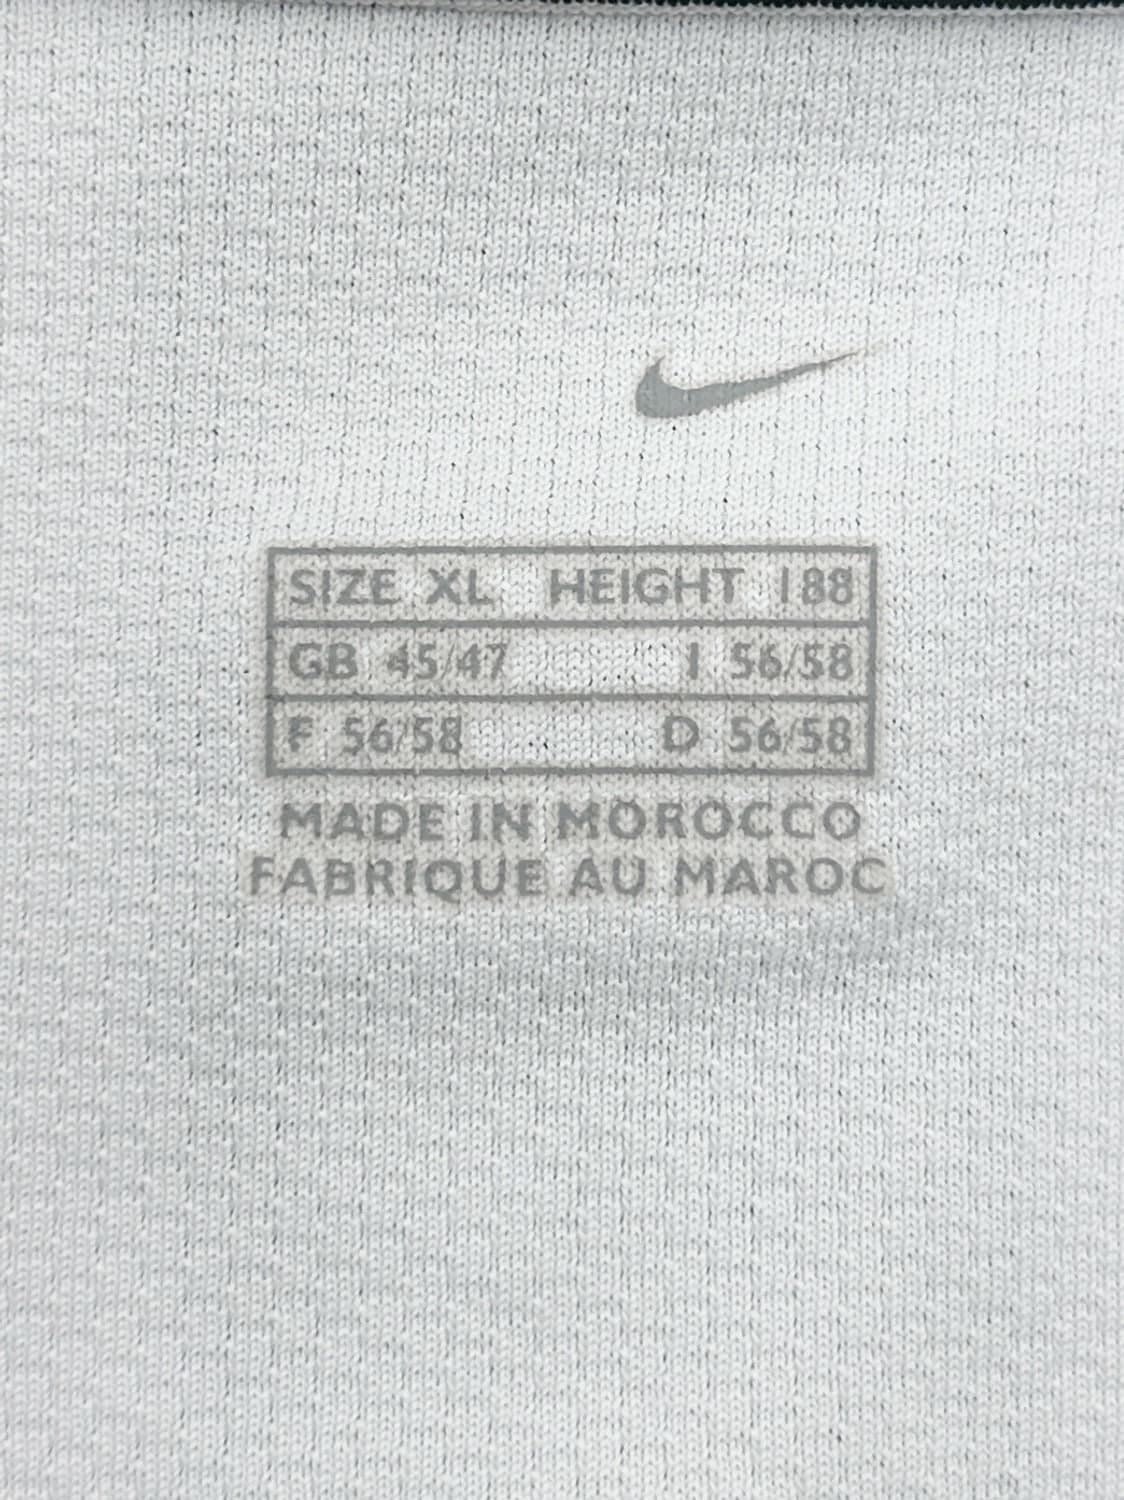 SIZE XL HEIGHT 188
GB 45/47 I 56/58
F 56/58 D 56/58
MADE IN MOROCCO
FABRIQUE AU MAROC